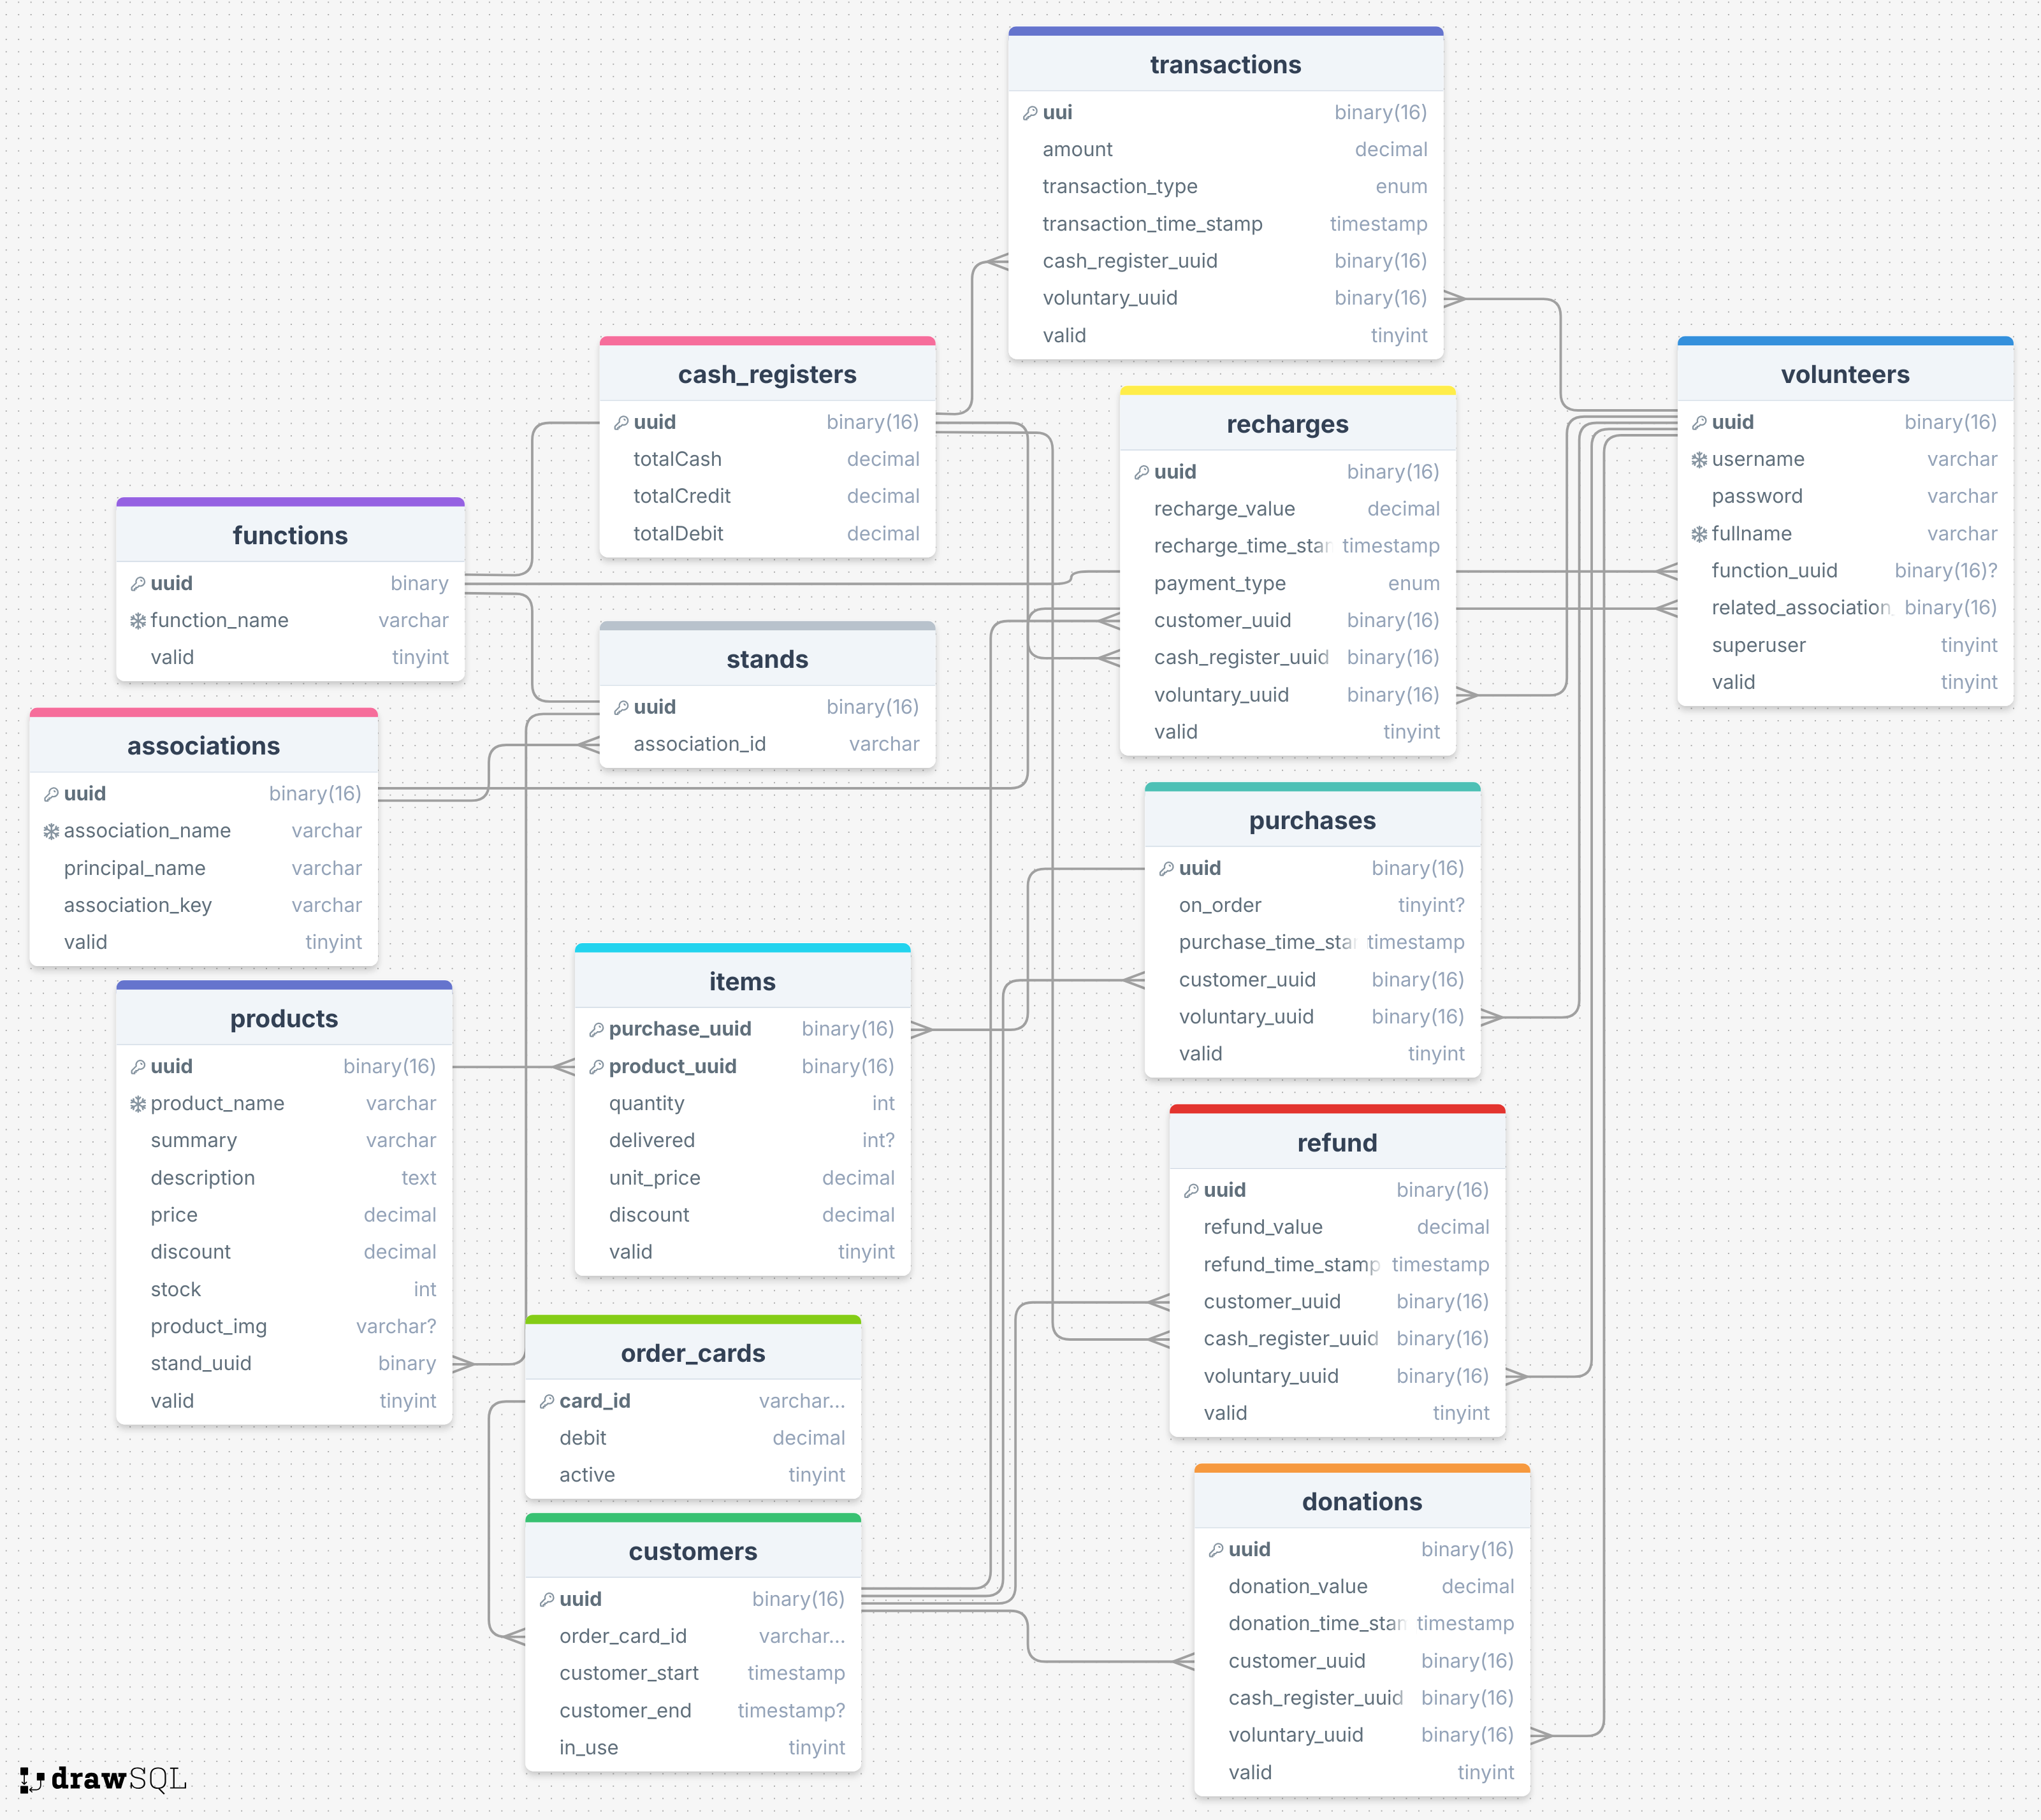 transactions
uui binary(16)
amount decimal
transaction_type enum
transaction_time_stamp timestamp
cash_register_uuid binary(16)
voluntary_uuid binary(16)
valid tinyint
cash_registers
uuid binary(16)
totalCash decimal
totalCredit decimal
totalDebit decimal
recharges
uuid binary(16)
recharge_value decimal
recharge_time_star timestamp
payment_type enum
customer_uuid binary(16)
cash_register_uuid binary(16)
voluntary_uuid binary(16)
valid tinyint
volunteers
uuid binary(16)
username varchar
password varchar
fullname varchar
function_uuid binary(16)?
related_association binary(16)
superuser tinyint
valid tinyint
functions
uuid binary
function_name varchar
valid tinyint
stands
uuid binary(16)
association_id varchar
associations
uuid binary(16)
association_name varchar
principal_name varchar
association_key varchar
valid tinyint
purchases
uuid binary(16)
on_order tinyint?
purchase_time_sta timestamp
customer_uuid binary(16)
voluntary_uuid binary(16)
valid tinyint
items
purchase_uuid binary(16)
product_uuid binary(16)
quantity int
delivered int?
unit_price decimal
discount decimal
valid tinyint
products
uuid binary(16)
product_name varchar
summary varchar
description text
price decimal
discount decimal
stock int
product_img varchar?
stand_uuid binary
valid tinyint
refund
uuid binary(16)
refund_value decimal
refund_time_stamp timestamp
customer_uuid binary(16)
cash_register_uuid binary(16)
voluntary_uuid binary(16)
valid tinyint
order_cards
card_id varchar...
debit decimal
active tinyint
customers
uuid binary(16)
order_card_id varchar...
customer_start timestamp
customer_end timestamp?
in_use tinyint
donations
uuid binary(16)
donation_value decimal
donation_time_star timestamp
customer_uuid binary(16)
cash_register_uuid binary(16)
voluntary_uuid binary(16)
valid tinyint
drawSQL